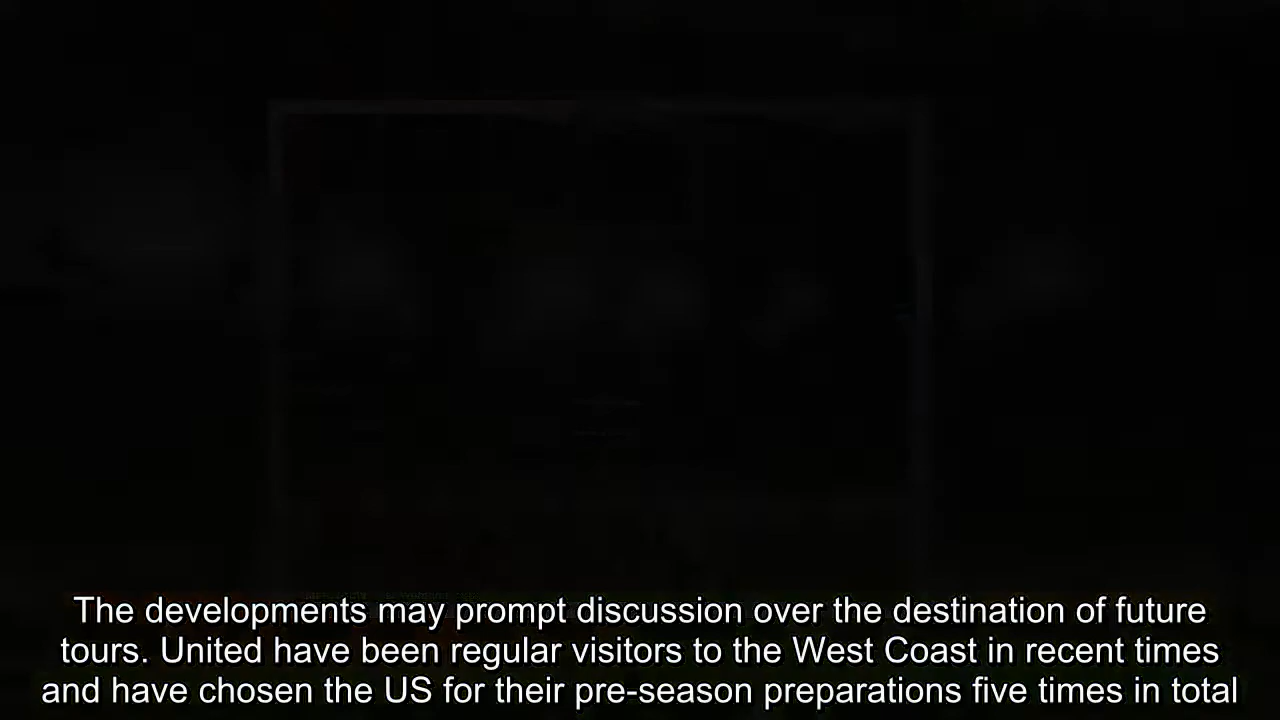 The developments may prompt discussion over the destination of future
tours. United have been regular visitors to the West Coast in recent times
and have chosen the US for their pre-season preparations five times in total